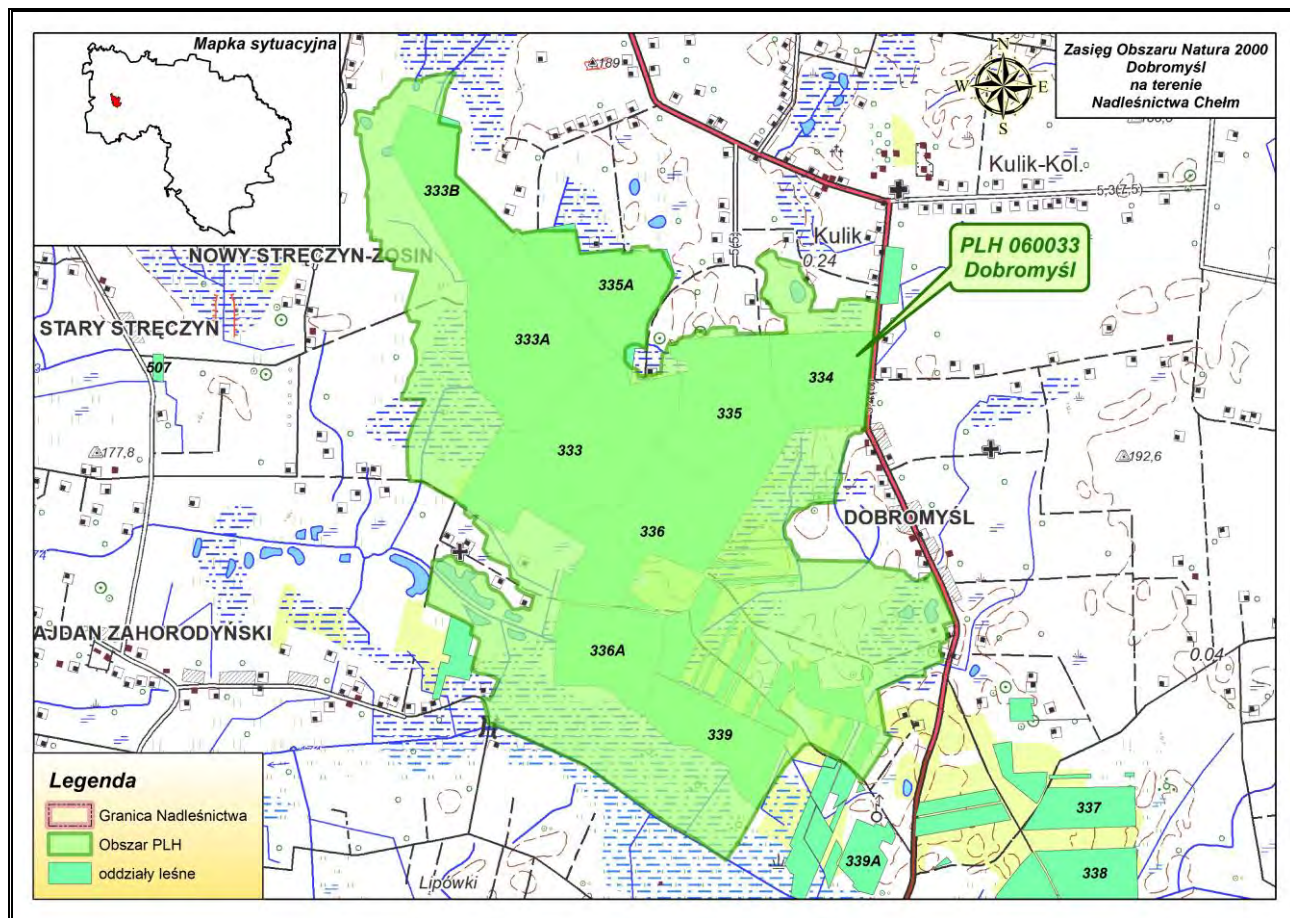 Mapka sytuacyjna
Zasięg Obszaru Natura 2000
Dobromyśl
na terenie
Nadleśnictwa Chełm
N
W
E
S
189
Kulik-Kol.
5,3(7,5)
333B
Kulik
5(5)
0.24
PLH 060033
Dobromyśl
NOWY STRĘCZYN-ZOSIN
335A
STARY STRĘCZYN
333A
507
334
335
177,8
333
192,6
DOBROMYŚL
336
74
AJDAN ZAHORODYŃSKI
336A
0.04
339
Legenda
Granica Nadleśnictwa
Obszar PLH
oddziały leśne
337
339A
338
Lipówki